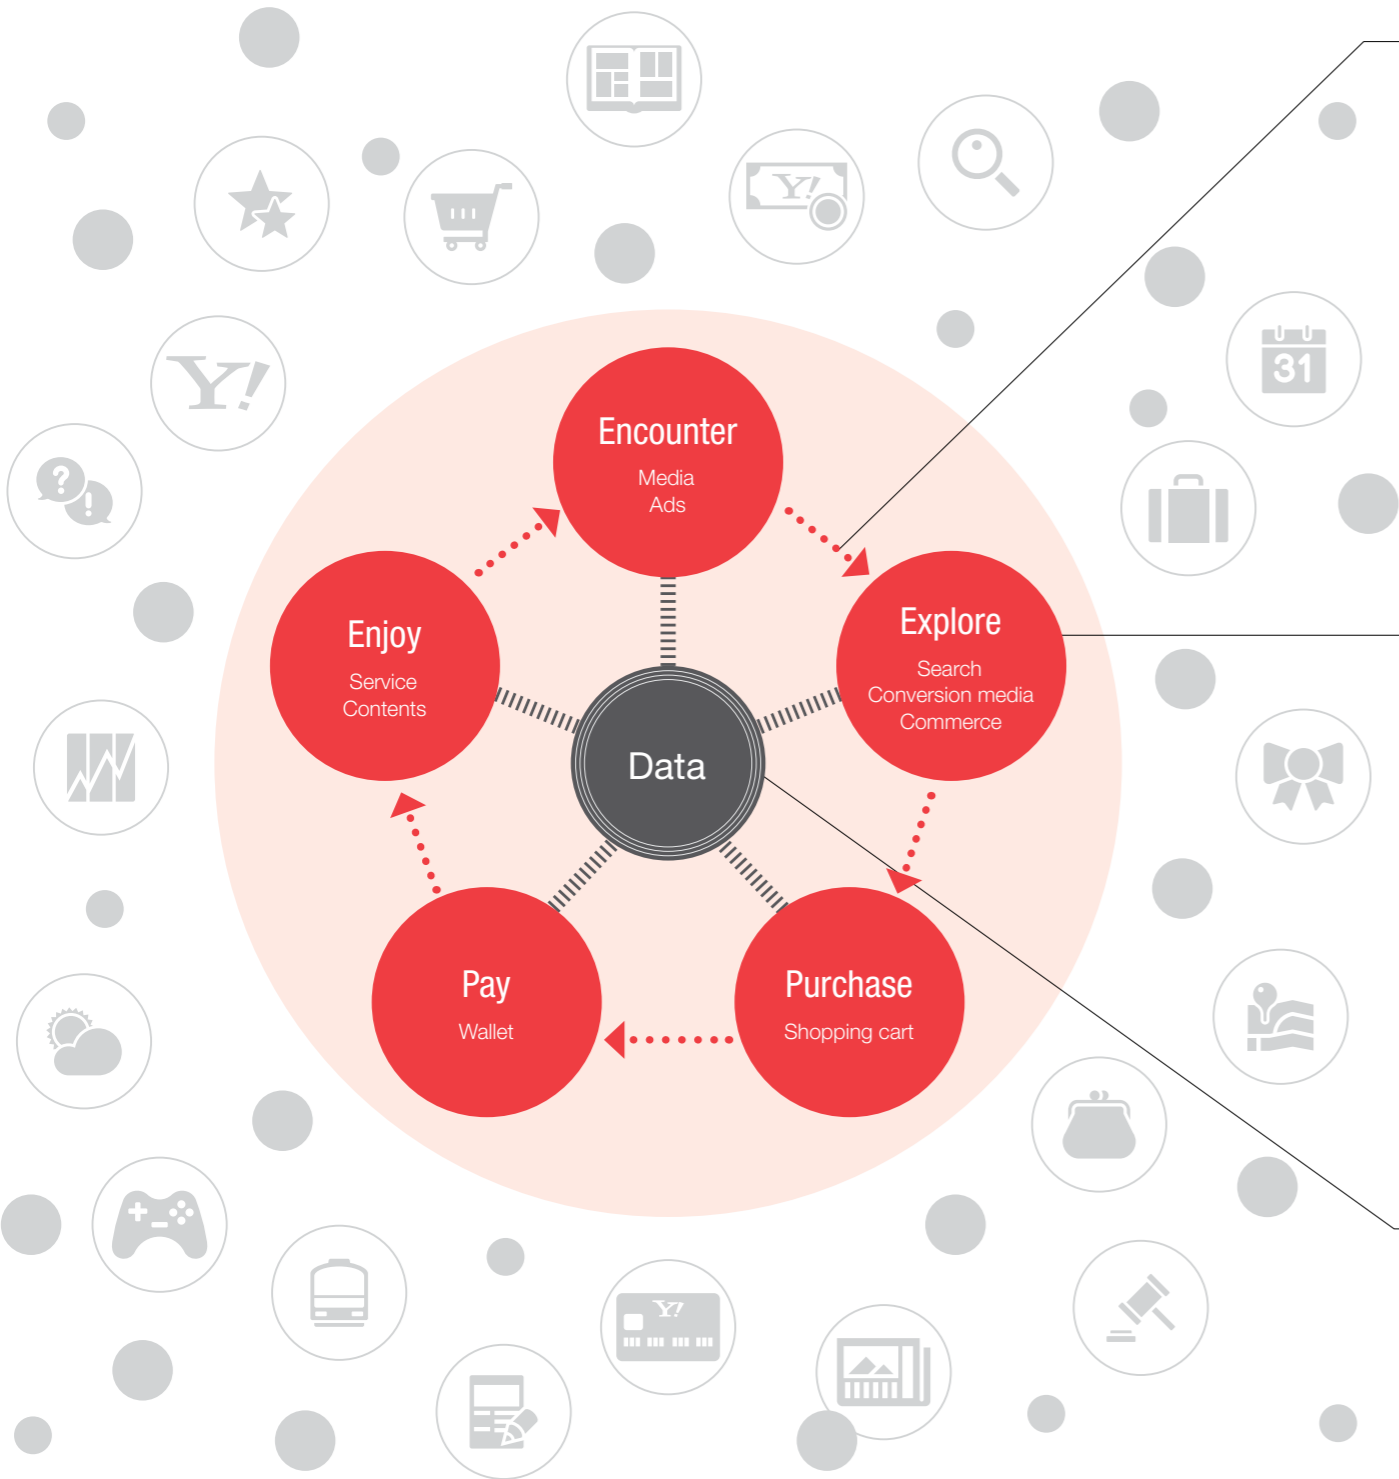 Y!
31
Y!
?
!
Encounter
Media
Ads
Explore
Search
Conversion media
Commerce
Enjoy
Service
Contents
Data
Pay
Wallet
Purchase
Shopping cart
Y!